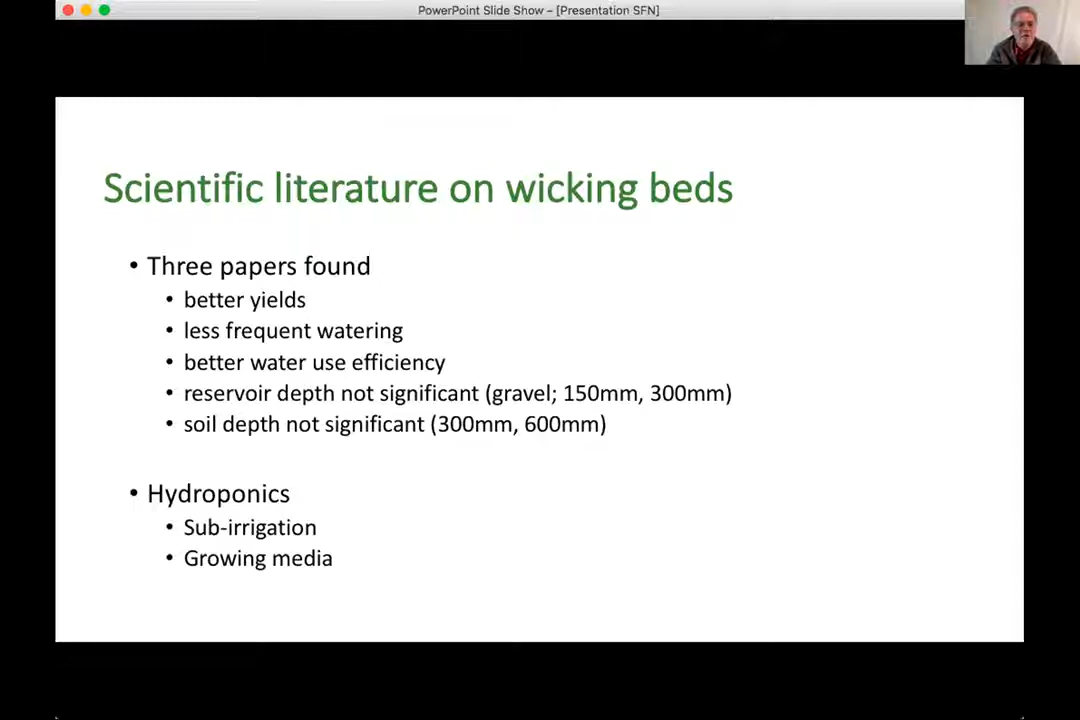 PowerPoint Slide Show – [Presentation SFN]
Scientific literature on wicking beds
• Three papers found
• better yields
• less frequent watering
• better water use efficiency
• reservoir depth not significant (gravel; 150mm, 300mm)
• soil depth not significant (300mm, 600mm)
• Hydroponics
• Sub-irrigation
• Growing media